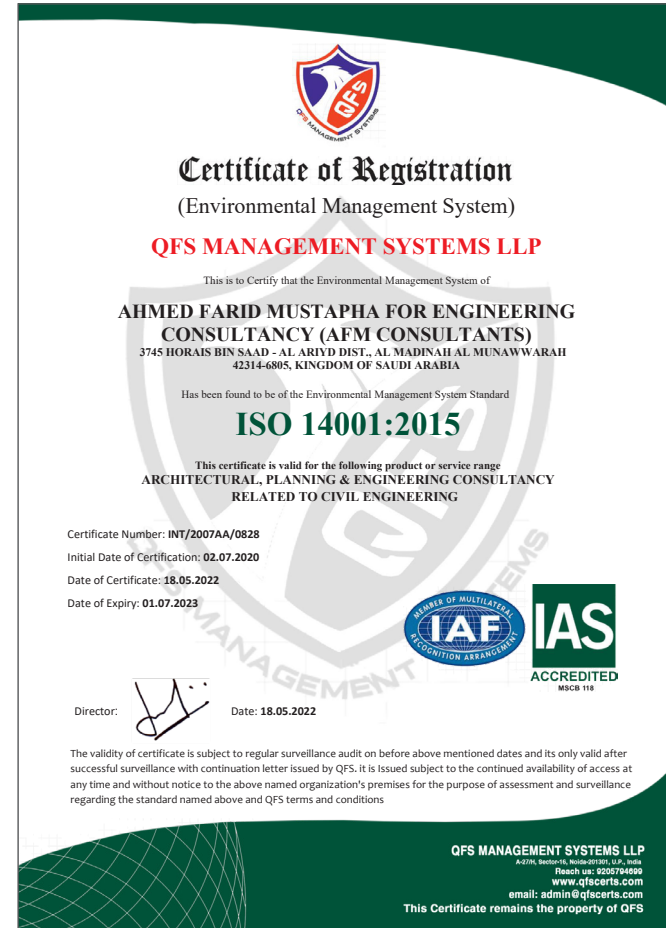 QFS
QFS MANAGEMENT SYSTEMS
Certificate of Registration
(Environmental Management System)
QFS MANAGEMENT SYSTEMS LLP
This is to Certify that the Environmental Management System of
AHMED FARID MUSTAPHA FOR ENGINEERING
CONSULTANCY (AFM CONSULTANTS)
3745 HORAIS BIN SAAD - AL ARIYD DIST., AL MADINAH AL MUNAWWARAH
42314-6805, KINGDOM OF SAUDI ARABIA
Has been found to be of the Environmental Management System Standard
ISO 14001:2015
This certificate is valid for the following product or service range
ARCHITECTURAL, PLANNING & ENGINEERING CONSULTANCY
RELATED TO CIVIL ENGINEERING
QFS
QFS MANAGEMENT SYSTEMS
Certificate Number: INT/2007AA/0828
Initial Date of Certification: 02.07.2020
Date of Certificate: 18.05.2022
Date of Expiry: 01.07.2023
MEMBER OF MULTILATERAL
IAF
RECOGNITION ARRANGEMENT
IAS
ACCREDITED
MSCB 118
Director:
Date: 18.05.2022
The validity of certificate is subject to regular surveillance audit on before above mentioned dates and its only valid after
successful surveillance with continuation letter issued by QFS. it is Issued subject to the continued availability of access at
any time and without notice to the above named organization's premises for the purpose of assessment and surveillance
regarding the standard named above and QFS terms and conditions
QFS MANAGEMENT SYSTEMS LLP
A-27/H, Sector-16, Noida-201301, U.P., India
Reach us: 9205794699
www.qfscerts.com
email: admin@qfscerts.com
This Certificate remains the property of QFS